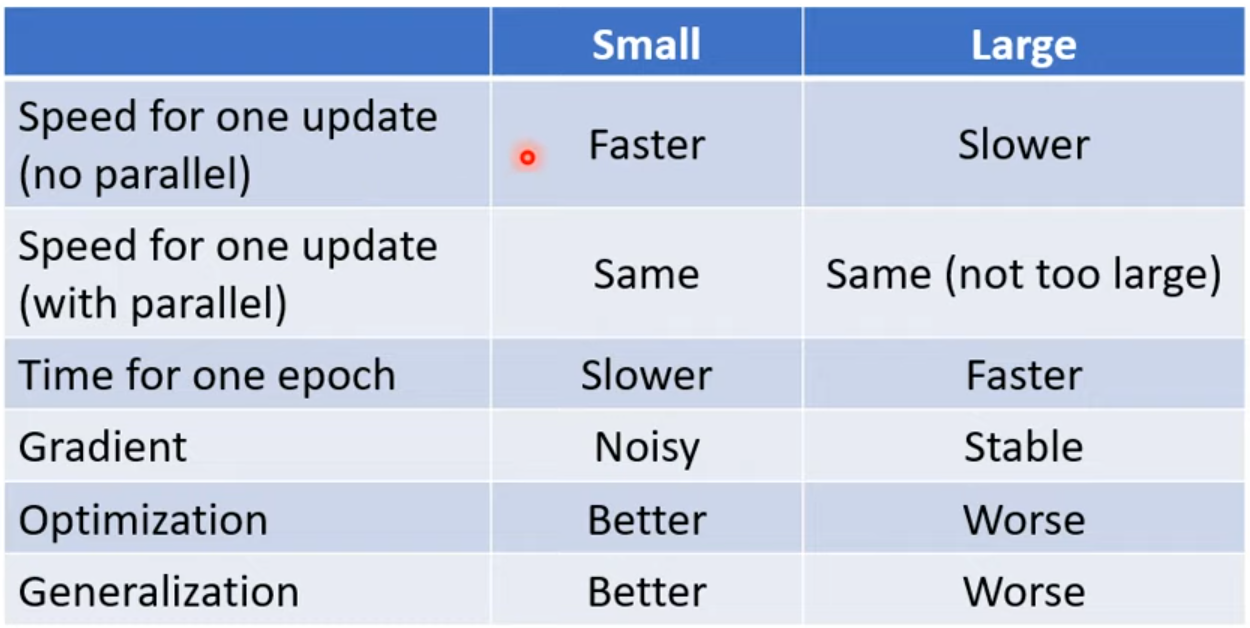 Small Large
Speed for one update
(no parallel)
Faster Slower
Speed for one update
(with parallel)
Same Same (not too large)
Time for one epoch Slower Faster
Gradient Noisy Stable
Optimization Better Worse
Generalization Better Worse